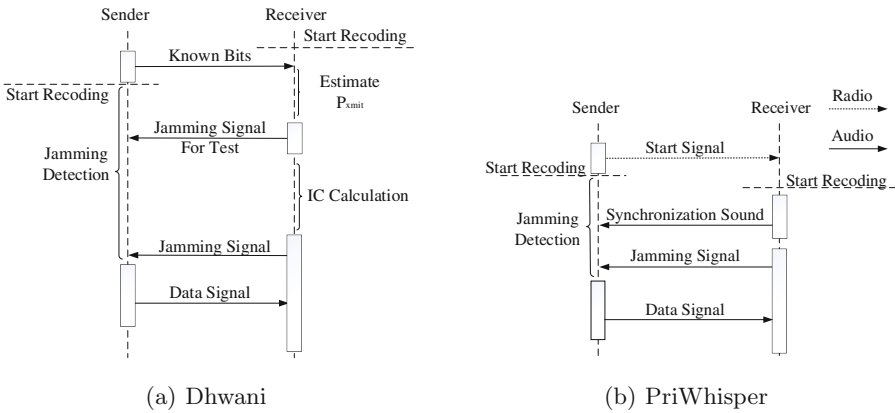 Sender
Receiver
Start Recoding
Known Bits
Start Recoding
Estimate
Pxmit
Jamming Signal
For Test
Jamming
Detection
IC Calculation
Jamming Signal
Data Signal
(a) Dhwani
Sender
Receiver
Radio
Audio
Start Signal
Start Recoding
Start Recoding
Synchronization Sound
Jamming
Detection
Jamming Signal
Data Signal
(b) PriWhisper